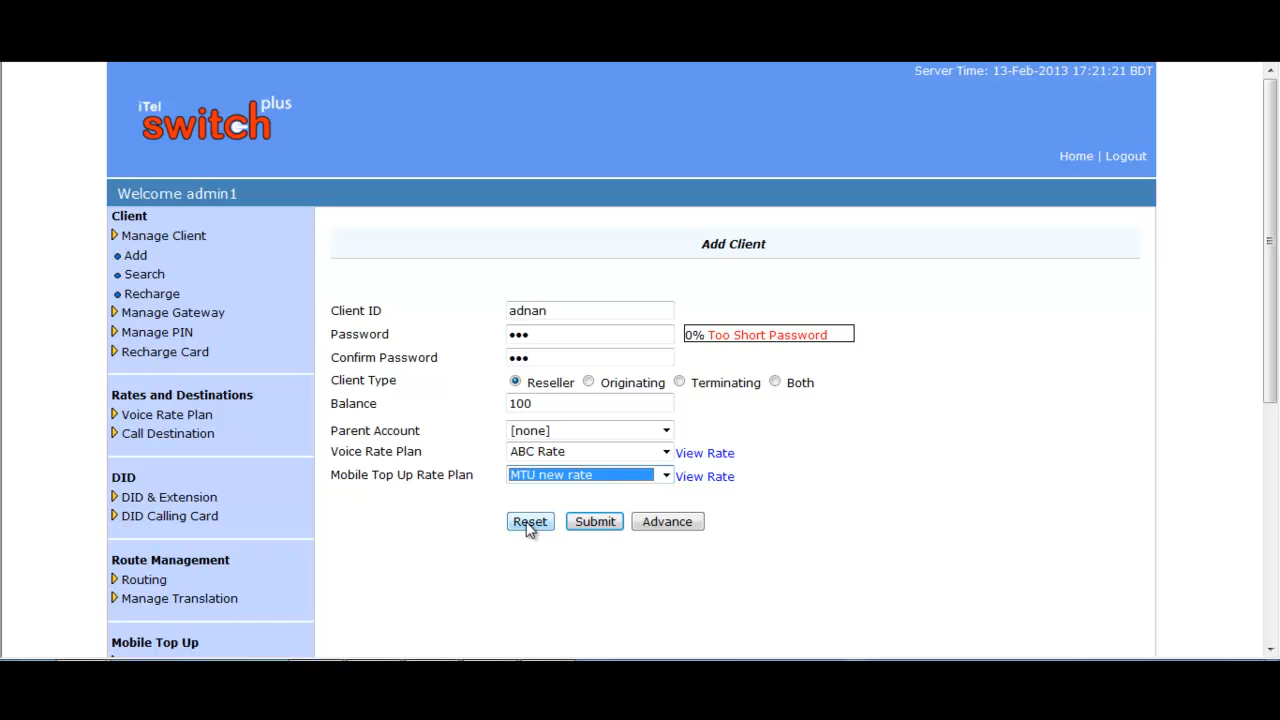 Server Time: 13-Feb-2013 17:21:21 BDT
iTel switch plus
Home | Logout
Welcome admin1
Client
Manage Client
Add
Search
Recharge
Manage Gateway
Manage PIN
Recharge Card
Rates and Destinations
Voice Rate Plan
Call Destination
DID
DID & Extension
DID Calling Card
Route Management
Routing
Manage Translation
Mobile Top Up
Add Client
Client ID adnan
Password ••• 0% Too Short Password
Confirm Password •••
Client Type Reseller Originating Terminating Both
Balance 100
Parent Account [none]
Voice Rate Plan ABC Rate View Rate
Mobile Top Up Rate Plan MTU new rate View Rate
Reset Submit Advance